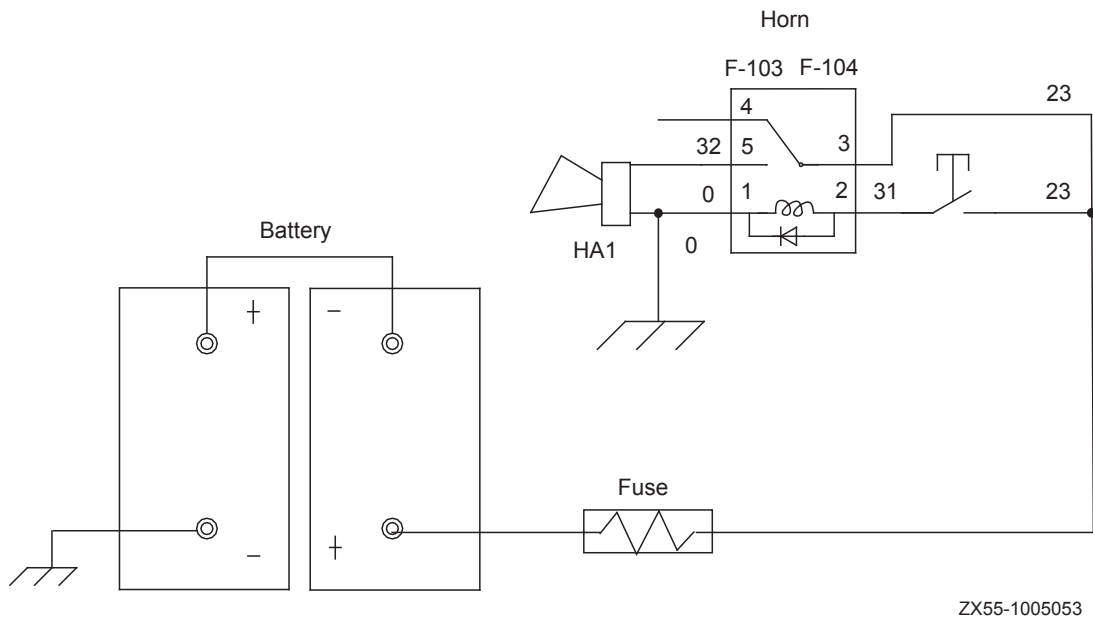 Horn
F-103 F-104
4
23
32 5 3
0 1 2 31 23
HA1 0
Battery
+ -
- +
Fuse
ZX55-1005053